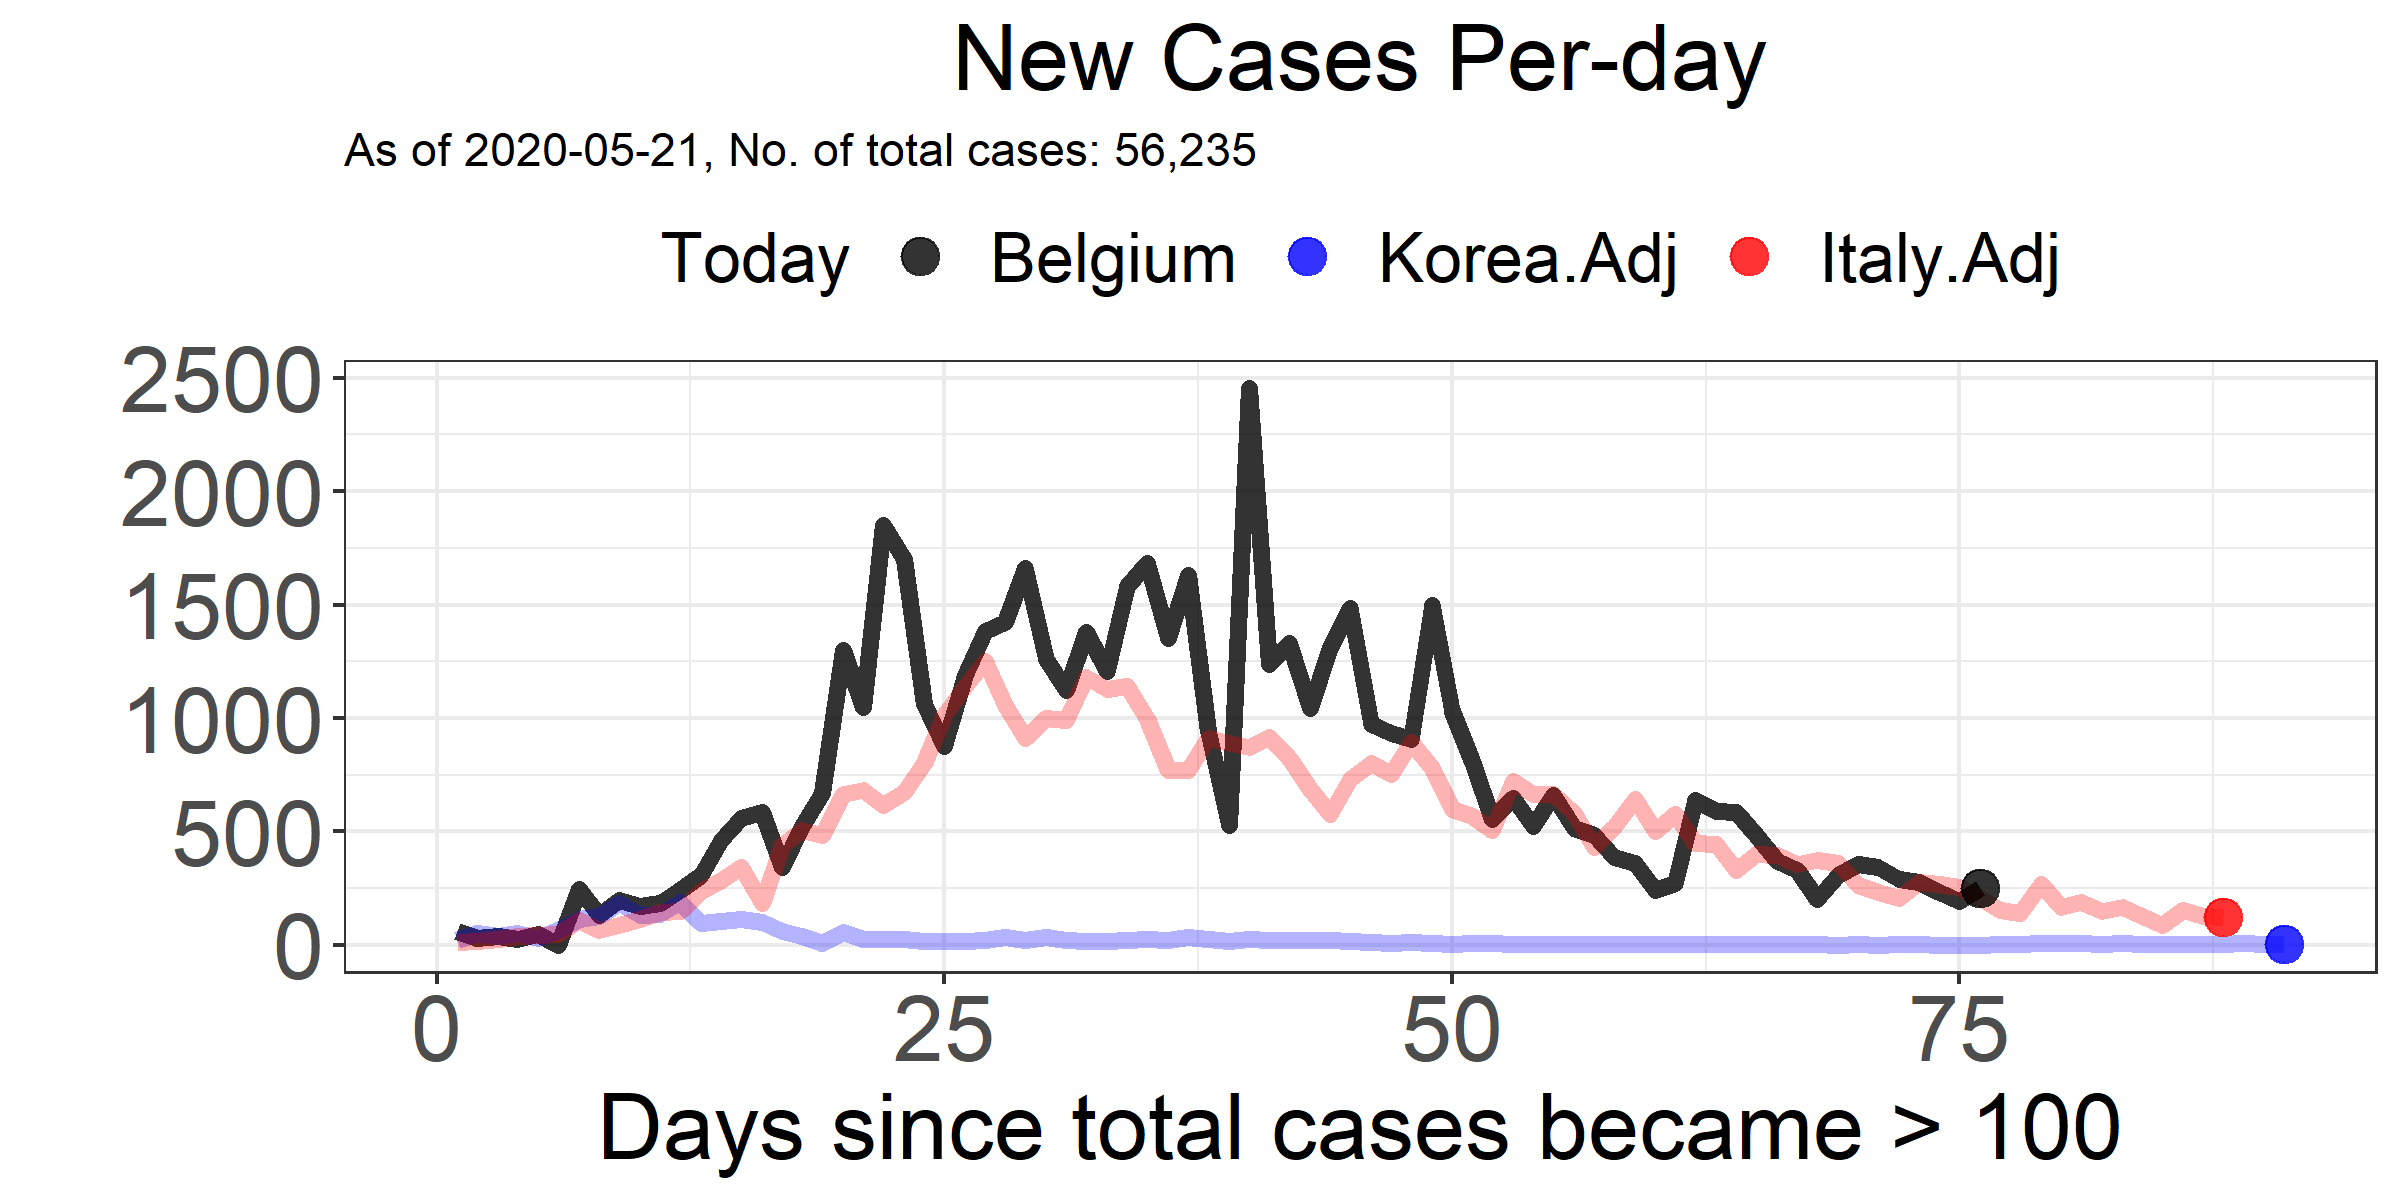 New Cases Per-day
As of 2020-05-21, No. of total cases: 56,235
Today Belgium Korea.Adj Italy.Adj
2500
2000
1500
1000
500
0
0 25 50 75
Days since total cases became > 100